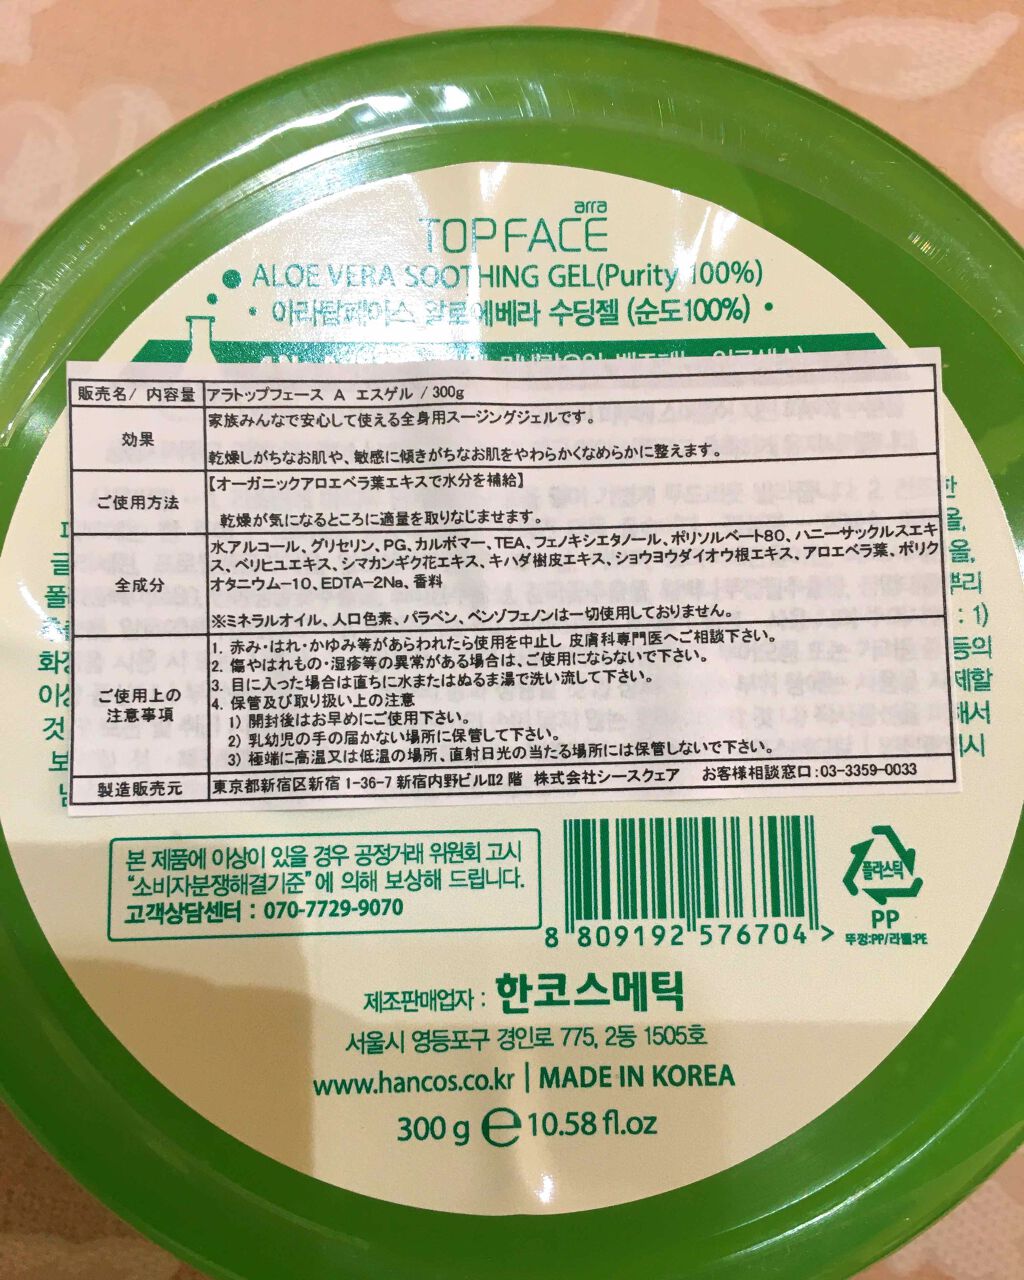 arra
TOPFACE
ALOE VERA SOOTHING GEL(Purity 100%)
• 아라탑페이스 알로에베라 수딩젤 (순도100%) •
販売名/ 内容量 アラトップフェース A エスゲル / 300g
効果
家族みんなで安心して使える全身用スージングジェルです。
乾燥しがちなお肌や、敏感に傾きがちなお肌をやわらかくなめらかに整えます。
ご使用方法
【オーガニックアロエベラ葉エキスで水分を補給】
乾燥が気になるところに適量を取りなじませます。
全成分
水アルコール、グリセリン、PG、カルボマー、TEA、フェノキシエタノール、ポリソルベート80、ハニーサックルスエキ
ス、ベリヒユエキス、シマカンギク花エキス、キハダ樹皮エキス、ショウヨウダイオウ根エキス、アロエベラ葉、ポリク
オタニウム-10、EDTA-2Na、香料
※ミネラルオイル、人口色素、パラベン、ベンゾフェノンは一切使用しておりません。
ご使用上の
注意事項
1. 赤み・はれ・かゆみ等があらわれたら使用を中止し 皮膚科専門医へご相談下さい。
2. 傷やはれもの・湿疹等の異常がある場合は、ご使用にならないで下さい。
3. 目に入った場合は直ちに水またはぬるま湯で洗い流して下さい。
4. 保管及び取り扱い上の注意
1) 開封後はお早めにご使用下さい。
2) 乳幼児の手の届かない場所に保管して下さい。
3) 極端に高温又は低温の場所、直射日光の当たる場所には保管しないで下さい。
製造販売元
東京都新宿区新宿 1-36-7 新宿内野ビルⅡ2 階 株式会社シースクェア お客様相談窓口:03-3359-0033
본 제품에 이상이 있을 경우 공정거래 위원회 고시
“소비자분쟁해결기준” 에 의해 보상해 드립니다.
고객상담센터 : 070-7729-9070
8 809192 576704 >
플라스틱
PP
뚜껑:PP/라벨:PE
제조판매업자 : 한코스메틱
서울시 영등포구 경인로 775, 2동 1505호
www.hancos.co.kr | MADE IN KOREA
300 g ℮ 10.58 fl.oz